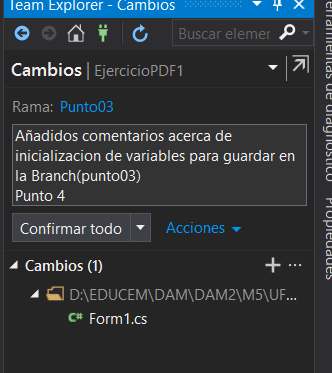 Team Explorer - Cambios
Buscar elemer
Cambios | EjercicioPDF1
Rama: Punto03
Añadidos comentarios acerca de
inicializacion de variables para guardar en
la Branch(punto03)
Punto 4
Confirmar todo
Acciones
Cambios (1)
D:\EDUCEM\DAM\DAM2\M5\UF...
C# Form1.cs
erramientas de diagnóstico
Propiedades